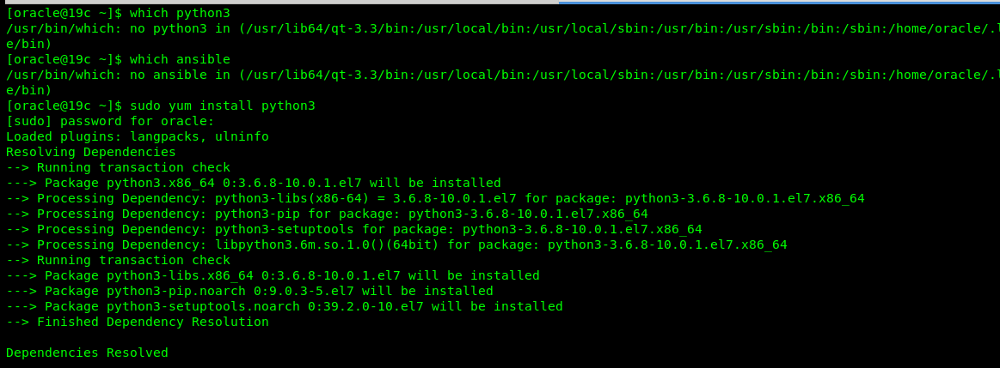 [oracle@19c ~]$ which python3
/usr/bin/which: no python3 in (/usr/lib64/qt-3.3/bin:/usr/local/bin:/usr/local/sbin:/usr/bin:/usr/sbin:/bin:/sbin:/home/oracle/.l
e/bin)
[oracle@19c ~]$ which ansible
/usr/bin/which: no ansible in (/usr/lib64/qt-3.3/bin:/usr/local/bin:/usr/local/sbin:/usr/bin:/usr/sbin:/bin:/sbin:/home/oracle/.l
e/bin)
[oracle@19c ~]$ sudo yum install python3
[sudo] password for oracle:
Loaded plugins: langpacks, ulninfo
Resolving Dependencies
--> Running transaction check
---> Package python3.x86_64 0:3.6.8-10.0.1.el7 will be installed
--> Processing Dependency: python3-libs(x86-64) = 3.6.8-10.0.1.el7 for package: python3-3.6.8-10.0.1.el7.x86_64
--> Processing Dependency: python3-pip for package: python3-3.6.8-10.0.1.el7.x86_64
--> Processing Dependency: python3-setuptools for package: python3-3.6.8-10.0.1.el7.x86_64
--> Processing Dependency: libpython3.6m.so.1.0()(64bit) for package: python3-3.6.8-10.0.1.el7.x86_64
--> Running transaction check
---> Package python3-libs.x86_64 0:3.6.8-10.0.1.el7 will be installed
---> Package python3-pip.noarch 0:9.0.3-5.el7 will be installed
---> Package python3-setuptools.noarch 0:39.2.0-10.el7 will be installed
--> Finished Dependency Resolution
Dependencies Resolved